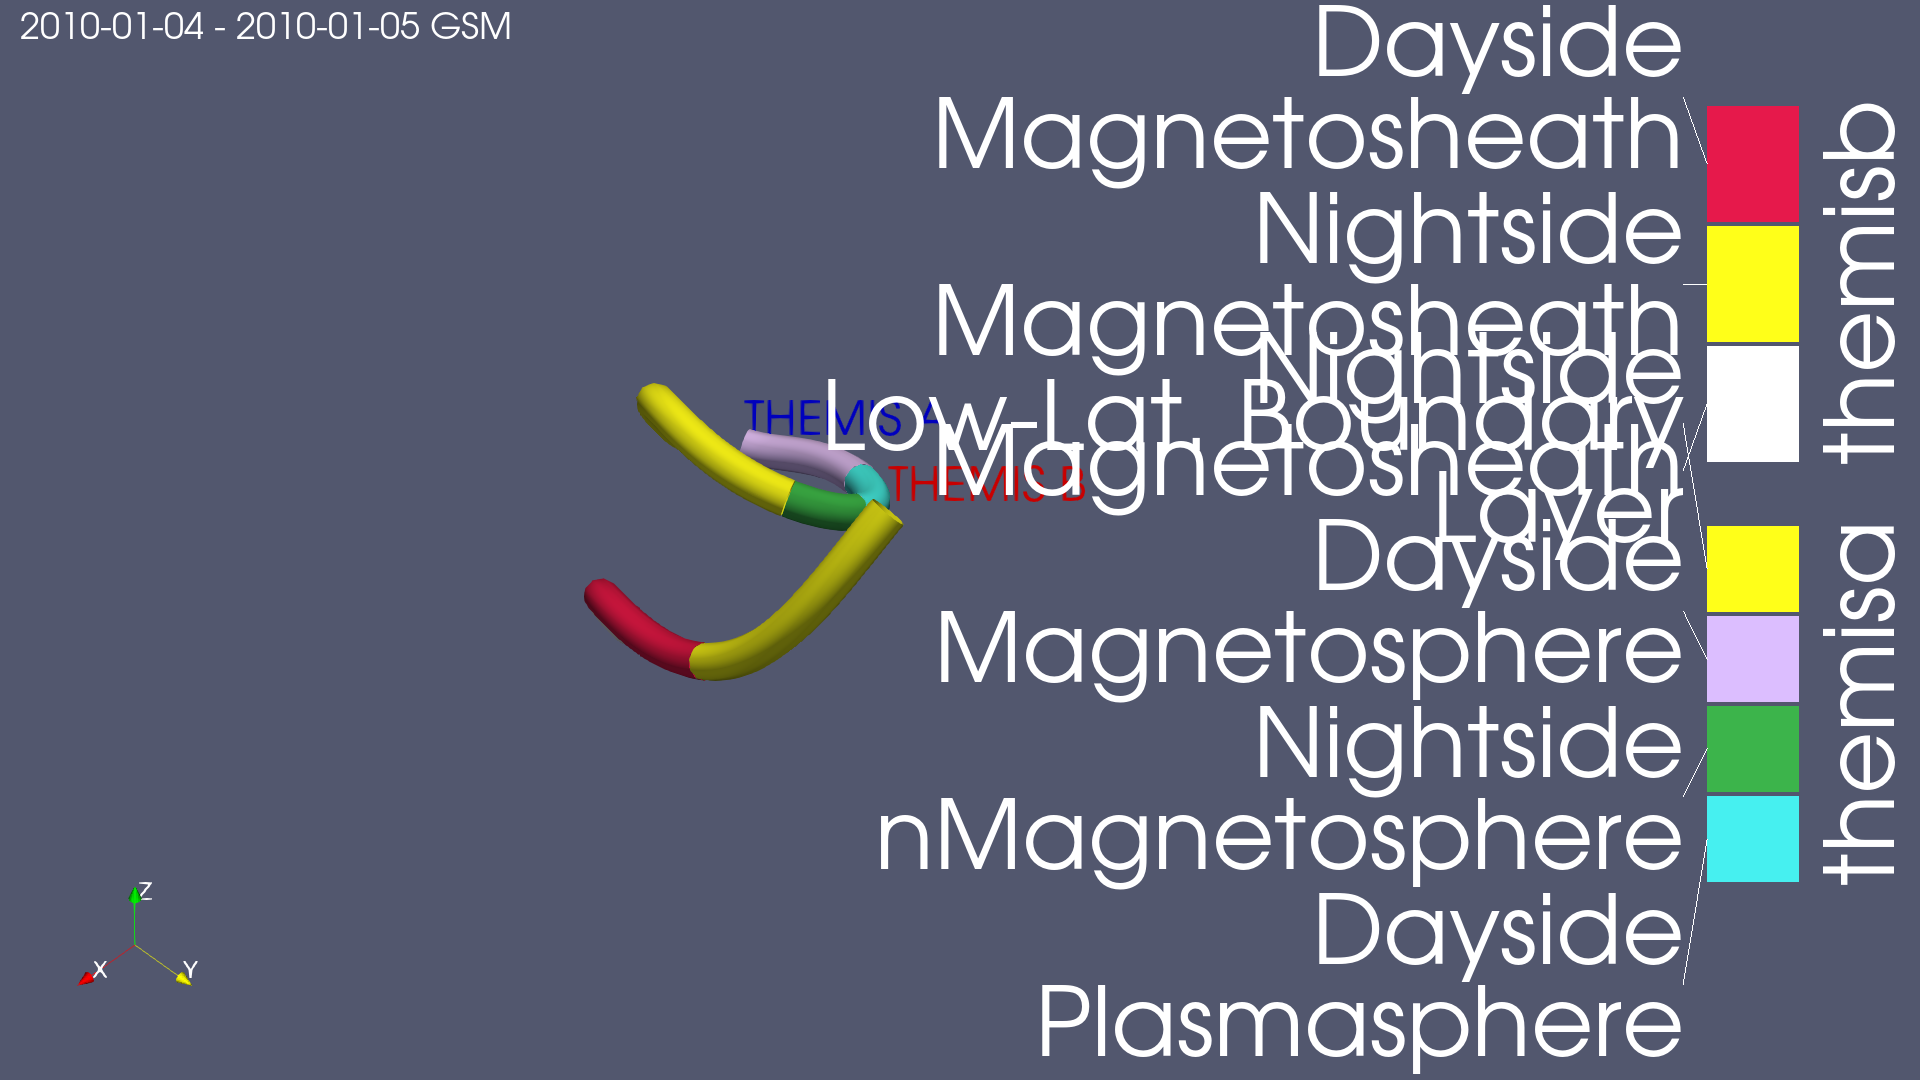 2010-01-04 - 2010-01-05 GSM
Dayside
Magnetosheath
Nightside
Magnetosheath
Nightside
Magnetosheath
Low-Lat. Boundary
Layer
Dayside
Magnetosphere
Nightside
nMagnetosphere
Dayside
Plasmasphere
themisb
themisa
THEMIS A
THEMIS B
Z
X
Y